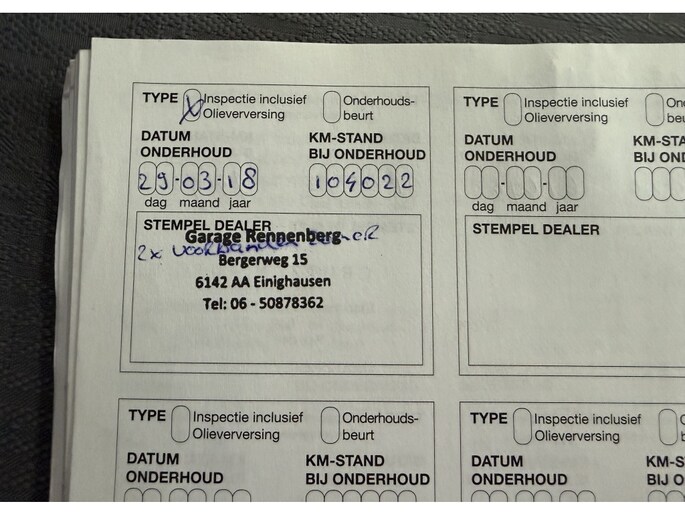 TYPE Inspectie inclusief Olieverversing Onderhouds-beurt
DATUM ONDERHOUD KM-STAND BIJ ONDERHOUD
29-03-18 104022
dag maand jaar
STEMPEL DEALER
Garage Rennenberg
2x voorbanden
Bergerweg 15
6142 AA Einighausen
Tel: 06 - 50878362
TYPE Inspectie inclusief Olieverversing
DATUM ONDERHOUD
dag maand jaar
STEMPEL DEALER
TYPE Inspectie inclusief Olieverversing Onderhouds-beurt
DATUM ONDERHOUD KM-STAND BIJ ONDERHOUD
TYPE Inspectie inclusief Olieverversing
DATUM ONDERHOUD